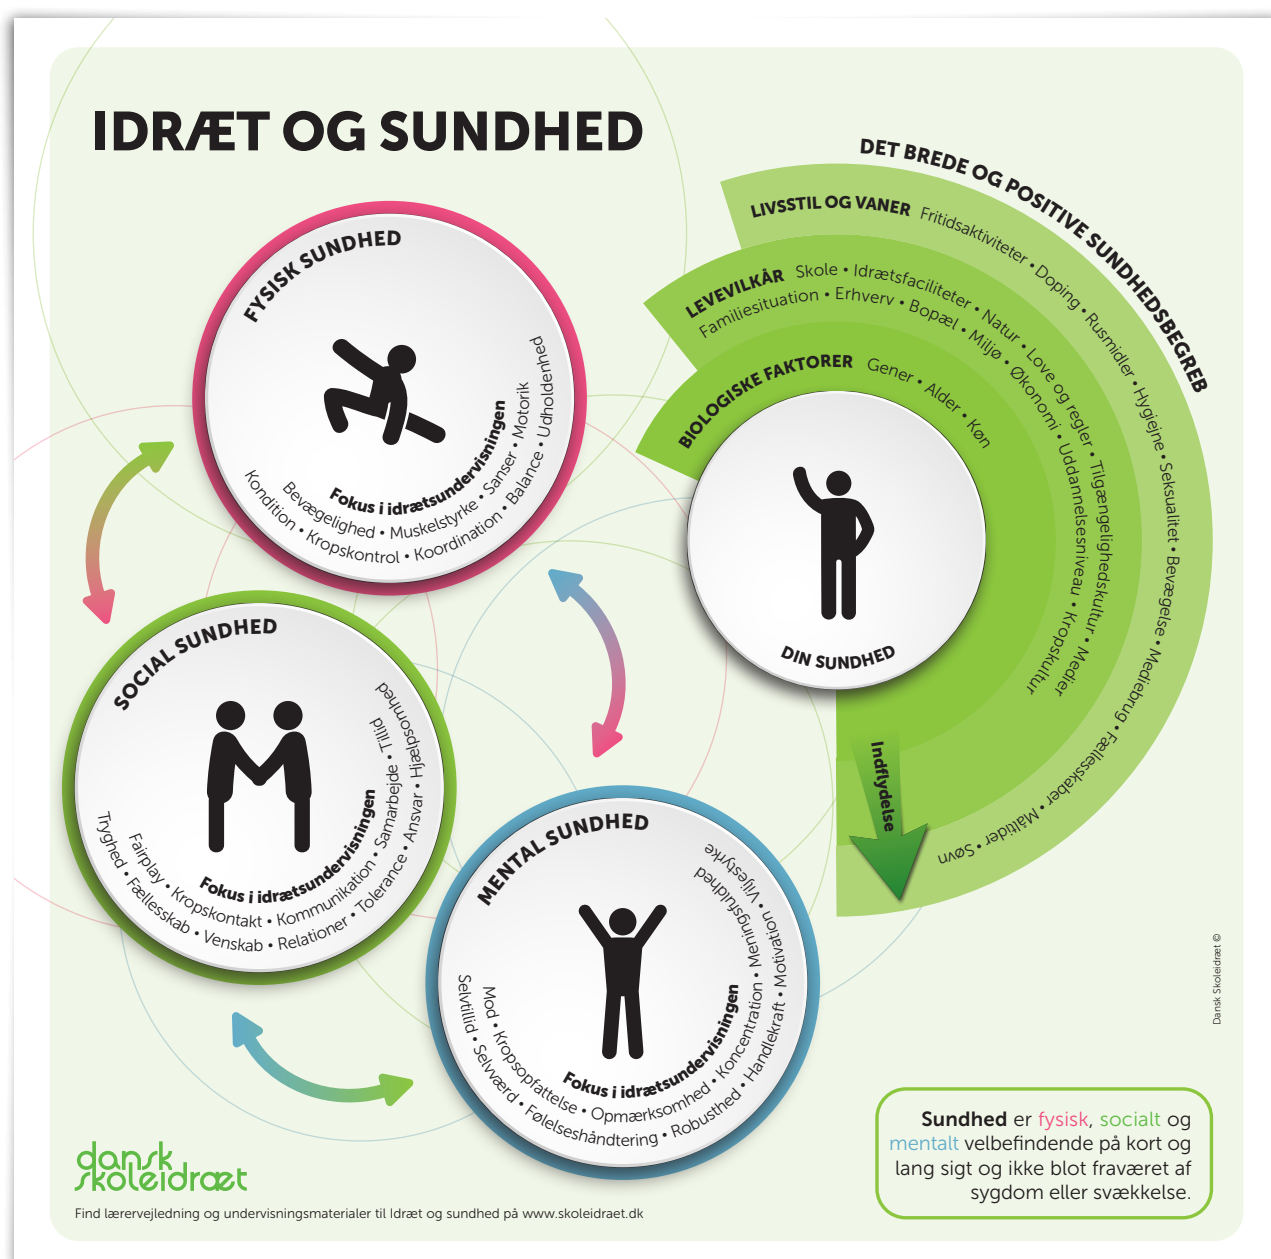 IDRÆT OG SUNDHED
DET BREDE OG POSITIVE SUNDHEDSBEGREB
LIVSSTIL OG VANER Fritidsaktiviteter • Doping • Rusmidler • Hygiejne • Seksualitet • Bevægelse • Mediebrug • Fællesskaber • Måltider • Søvn
LEVEVILKÅR Skole • Idrætsfaciliteter • Natur • Love og regler • Tilgængelighedskultur • Medier
Familiesituation • Erhverv • Bopæl • Miljø • Økonomi • Uddannelsesniveau • Kropskultur
BIOLOGISKE FAKTORER Gener • Alder • Køn
DIN SUNDHED
Indflydelse
FYSISK SUNDHED
Fokus i idrætsundervisningen
Bevægelighed • Muskelstyrke • Sanser • Motorik
Kondition • Kropskontrol • Koordination • Balance • Udholdenhed
SOCIAL SUNDHED
Fokus i idrætsundervisningen
Fairplay • Kropskontakt • Kommunikation • Samarbejde • Tillid
Tryghed • Fællesskab • Venskab • Relationer • Tolerance • Ansvar • Hjælpsomhed
MENTAL SUNDHED
Fokus i idrætsundervisningen
Mod • Kropsopfattelse • Opmærksomhed • Koncentration • Meningsfuldhed
Selvtillid • Selvværd • Følelseshåndtering • Robusthed • Handlekraft • Motivation • Viljestyrke
Dansk Skoleidræt ©
Sundhed er fysisk, socialt og
mentalt velbefindende på kort og
lang sigt og ikke blot fraværet af
sygdom eller svækkelse.
dansk
skoleidræt
Find lærervejledning og undervisningsmaterialer til Idræt og sundhed på www.skoleidraet.dk